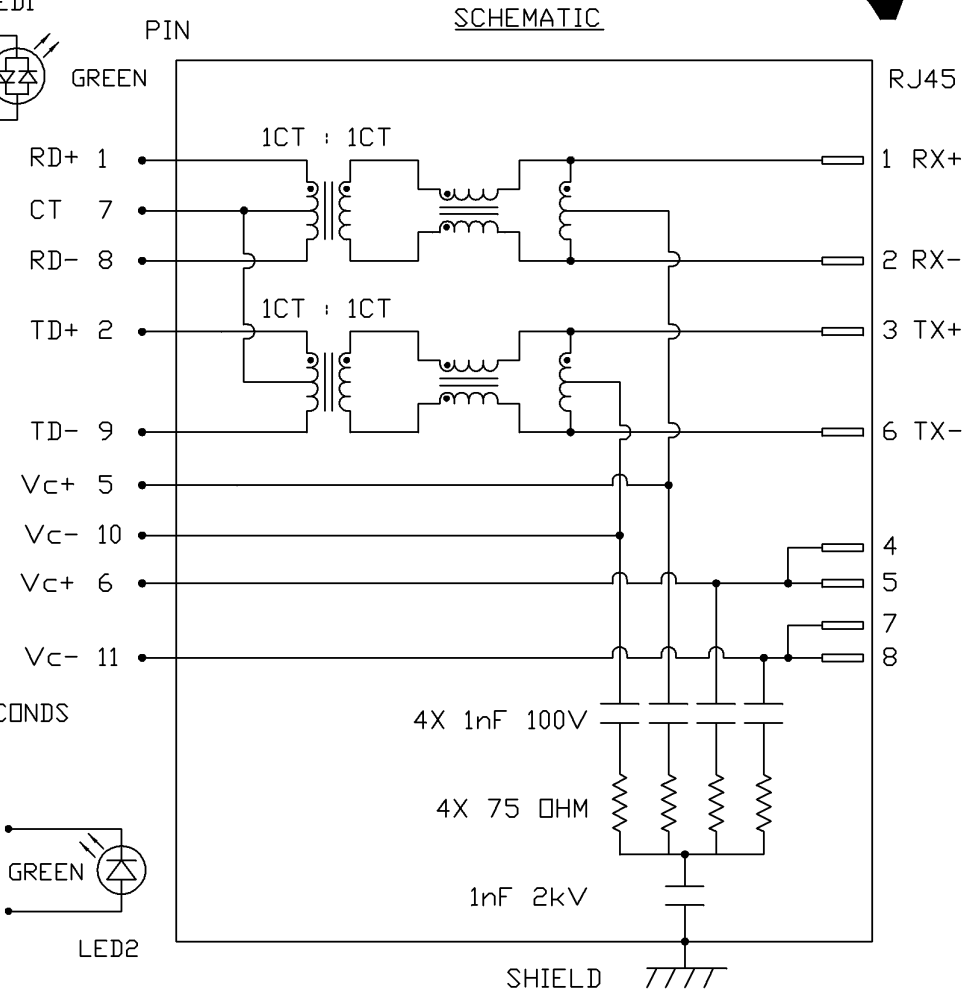 SCHEMATIC
PIN
GREEN
RJ45
1CT : 1CT
RD+ 1
1 RX+
CT 7
RD- 8
2 RX-
1CT : 1CT
TD+ 2
3 TX+
TD- 9
6 TX-
Vc+ 5
Vc- 10
4
Vc+ 6
5
7
Vc- 11
8
4X 1nF 100V
4X 75 OHM
GREEN
1nF 2kV
LED2
SHIELD